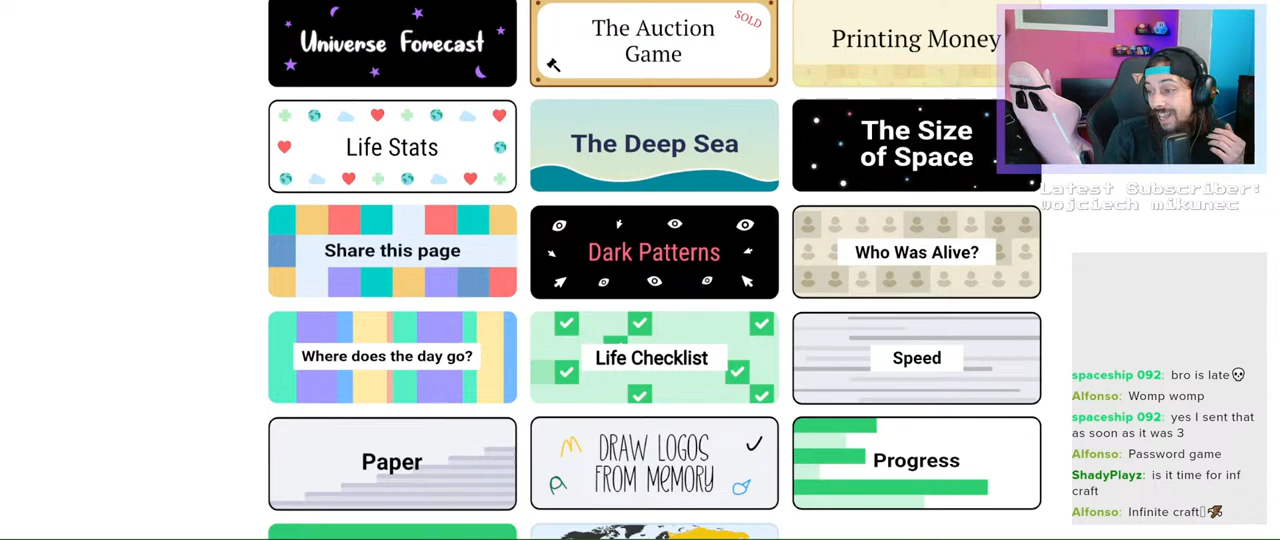 Universe Forecast
The Auction
Game
SOLD
Printing Money
Life Stats
The Deep Sea
The Size
of Space
Latest Subscriber:
wojciech mikunec
Share this page
Dark Patterns
Who Was Alive?
Where does the day go?
Life Checklist
Speed
Paper
DRAW LOGOS
FROM MEMORY
Progress
spaceship 092: bro is late💀
Alfonso: Womp womp
spaceship 092: yes I sent that
as soon as it was 3
Alfonso: Password game
ShadyPlayz: is it time for inf
craft
Alfonso: Infinite craft